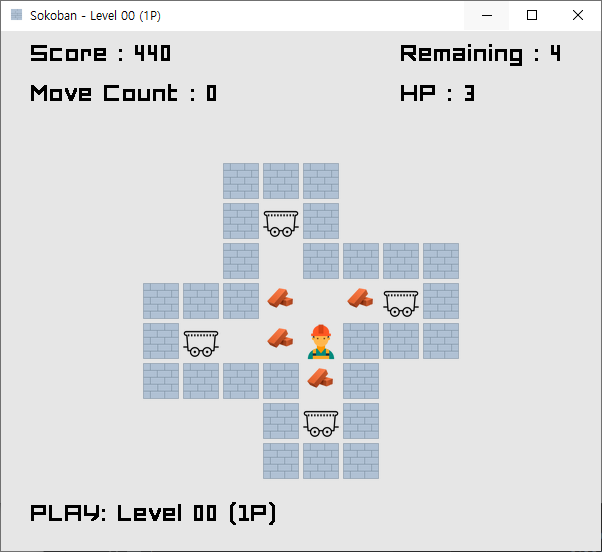 Sokoban - Level 00 (1P)
Score : 440 Remaining : 4
Move Count : 0 HP : 3
PLAY: Level 00 (1P)